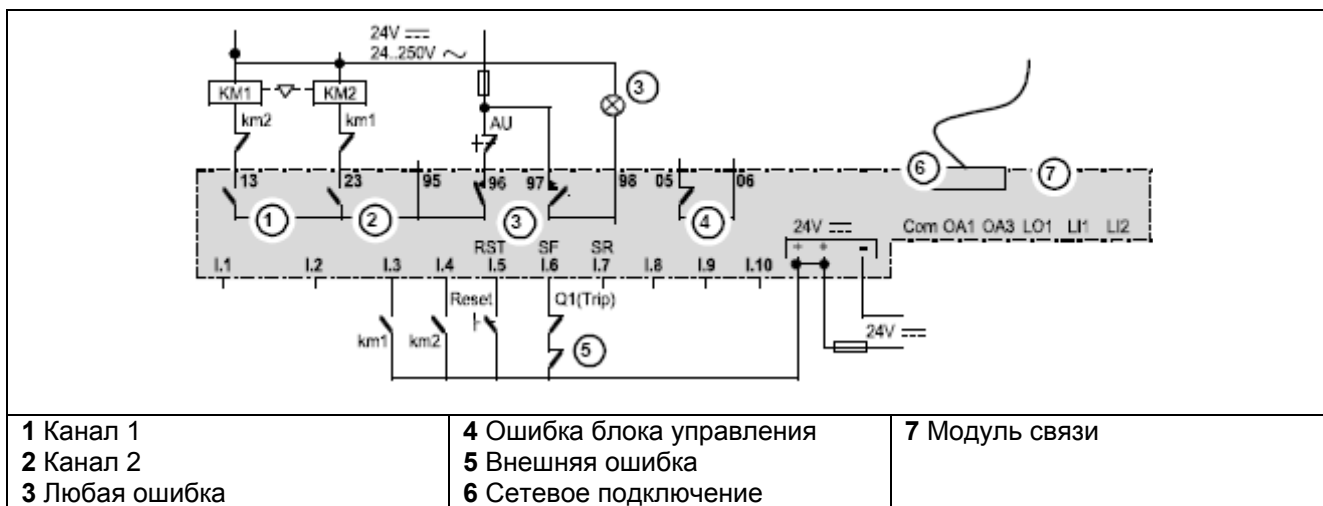 24V
24..250V
KM1 KM2 3
km2 km1 AU
6 7
13 23 95 96 97 98 05 06
1 2 3 4
24V Com OA1 OA3 LO1 LI1 LI2
RST SF SR + + -
I.1 I.2 I.3 I.4 I.5 I.6 I.7 I.8 I.9 I.10
Reset Q1(Trip)
km1 km2 5 24V
1 Канал 1
2 Канал 2
3 Любая ошибка
4 Ошибка блока управления
5 Внешняя ошибка
6 Сетевое подключение
7 Модуль связи